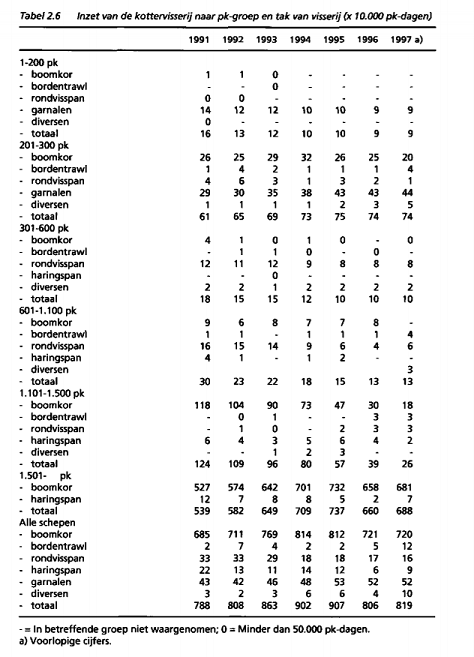 Tabel 2.6 Inzet van de kottervisserij naar pk-groep en tak van visserij (x 10.000 pk-dagen)
1991 1992 1993 1994 1995 1996 1997 a)
1-200 pk
- boomkor 1 1 0 - - - -
- bordentrawl - - 0 - - - -
- rondvisspan 0 0 - - - - -
- garnalen 14 12 12 10 10 9 9
- diversen 0 - - - - - -
- totaal 16 13 12 10 10 9 9
201-300 pk
- boomkor 26 25 29 32 26 25 20
- bordentrawl 1 4 2 1 1 1 4
- rondvisspan 4 6 3 1 3 2 1
- garnalen 29 30 35 38 43 43 44
- diversen 1 1 1 1 2 3 5
- totaal 61 65 69 73 75 74 74
301-600 pk
- boomkor 4 1 0 1 0 - 0
- bordentrawl - 1 1 0 - 0 -
- rondvisspan 12 11 12 9 8 8 8
- haringspan - - 0 - - - -
- diversen 2 2 1 2 2 2 2
- totaal 18 15 15 12 10 10 10
601-1.100 pk
- boomkor 9 6 8 7 7 8 -
- bordentrawl 1 1 - 1 1 1 4
- rondvisspan 16 15 14 9 6 4 6
- haringspan 4 1 - 1 2 - -
- diversen 3
- totaal 30 23 22 18 15 13 13
1.101-1.500 pk
- boomkor 118 104 90 73 47 30 18
- bordentrawl - 0 1 - - 3 3
- rondvisspan - 1 0 - 2 3 3
- haringspan 6 4 3 5 6 4 2
- diversen - - 1 2 3 - -
- totaal 124 109 96 80 57 39 26
1.501- pk
- boomkor 527 574 642 701 732 658 681
- haringspan 12 7 8 8 5 2 7
- totaal 539 582 649 709 737 660 688
Alle schepen
- boomkor 685 711 769 814 812 721 720
- bordentrawl 2 7 4 2 2 5 12
- rondvisspan 33 33 29 18 18 17 16
- haringspan 22 13 11 14 12 6 9
- garnalen 43 42 46 48 53 52 52
- diversen 3 2 3 6 6 4 10
- totaal 788 808 863 902 907 806 819
- = In betreffende groep niet waargenomen; 0 = Minder dan 50.000 pk-dagen.
a) Voorlopige cijfers.